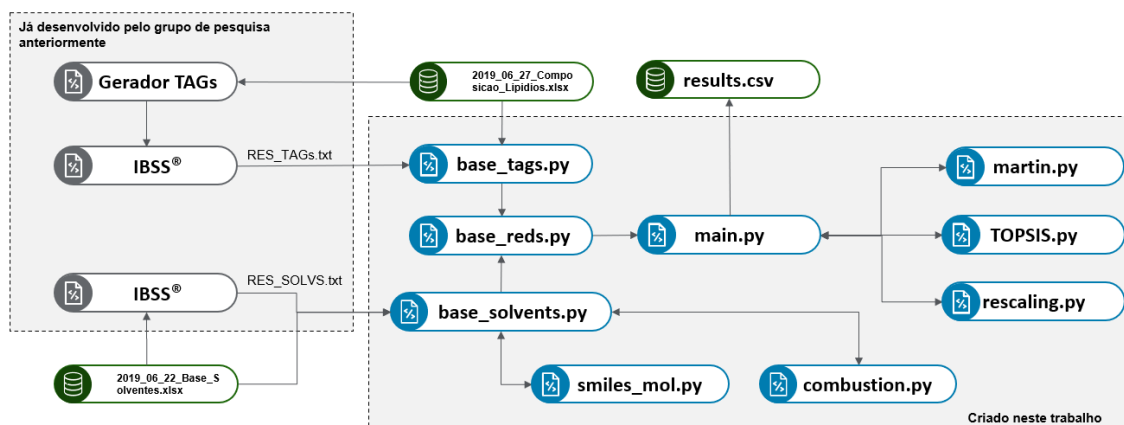 Já desenvolvido pelo grupo de pesquisa
anteriormente
Gerador TAGs
2019_06_27_Compo
sicao_Lipidios.xlsx
results.csv
IBSS®
RES_TAGs.txt
base_tags.py
martin.py
base_reds.py
main.py
TOPSIS.py
IBSS®
RES_SOLVS.txt
base_solvents.py
rescaling.py
2019_06_22_Base_S
olventes.xlsx
smiles_mol.py
combustion.py
Criado neste trabalho